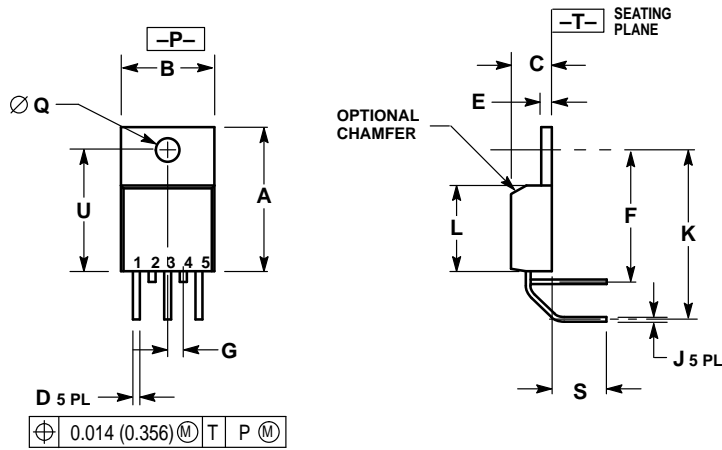 –P–
B
∅ Q
U
A
1 2 3 4 5
G
D 5 PL
⌖ 0.014 (0.356) Ⓜ T P Ⓜ
–T– SEATING
PLANE
C
E
OPTIONAL
CHAMFER
L
F
K
S
J 5 PL